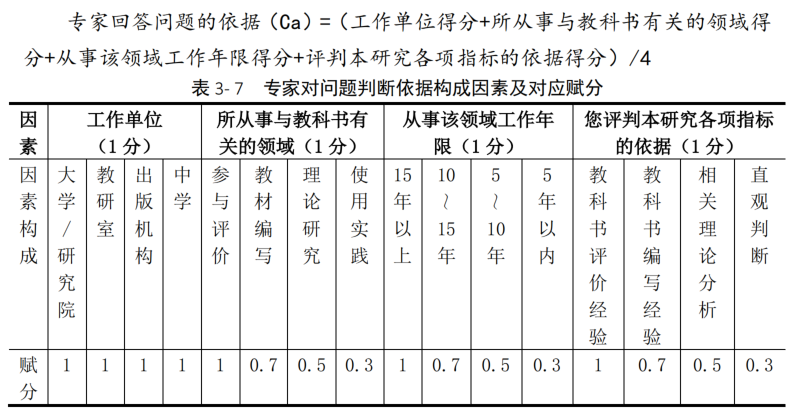 专家回答问题的依据（Ca）＝（工作单位得分+所从事与教科书有关的领域得
分+从事该领域工作年限得分+评判本研究各项指标的依据得分）/4
表 3-7 专家对问题判断依据构成因素及对应赋分
因素 工作单位（1 分） 所从事与教科书有关的领域（1 分） 从事该领域工作年限（1 分） 您评判本研究各项指标的依据（1 分）
因素构成 大学/研究院 教研室 出版机构 中学 参与评价 教材编写 理论研究 使用实践 15年以上 10～15年 5～10年 5年以内 教科书评价经验 教科书编写经验 相关理论分析 直观判断
赋分 1 1 1 1 1 0.7 0.5 0.3 1 0.7 0.5 0.3 1 0.7 0.5 0.3